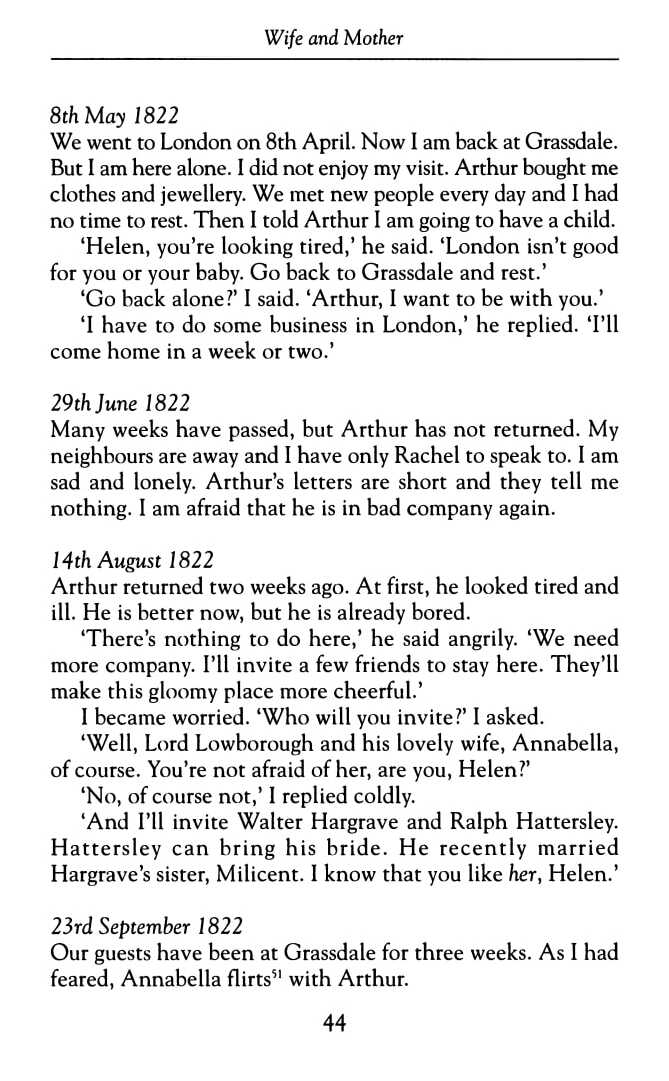 Wife and Mother
8th May 1822
We went to London on 8th April. Now I am back at Grassdale.
But I am here alone. I did not enjoy my visit. Arthur bought me
clothes and jewellery. We met new people every day and I had
no time to rest. Then I told Arthur I am going to have a child.
‘Helen, you’re looking tired,’ he said. ‘London isn’t good
for you or your baby. Go back to Grassdale and rest.’
‘Go back alone?’ I said. ‘Arthur, I want to be with you.’
‘I have to do some business in London,’ he replied. ‘I’ll
come home in a week or two.’
29th June 1822
Many weeks have passed, but Arthur has not returned. My
neighbours are away and I have only Rachel to speak to. I am
sad and lonely. Arthur’s letters are short and they tell me
nothing. I am afraid that he is in bad company again.
14th August 1822
Arthur returned two weeks ago. At first, he looked tired and
ill. He is better now, but he is already bored.
‘There’s nothing to do here,’ he said angrily. ‘We need
more company. I’ll invite a few friends to stay here. They’ll
make this gloomy place more cheerful.’
I became worried. ‘Who will you invite?’ I asked.
‘Well, Lord Lowborough and his lovely wife, Annabella,
of course. You’re not afraid of her, are you, Helen?’
‘No, of course not,’ I replied coldly.
‘And I’ll invite Walter Hargrave and Ralph Hattersley.
Hattersley can bring his bride. He recently married
Hargrave’s sister, Milicent. I know that you like her, Helen.’
23rd September 1822
Our guests have been at Grassdale for three weeks. As I had
feared, Annabella flirts⁵¹ with Arthur.
44